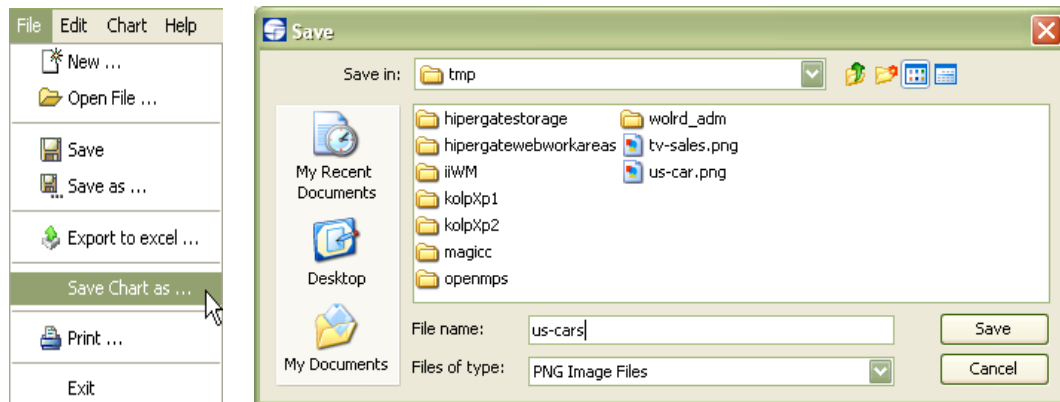 File Edit Chart Help
New ...
Open File ...
Save
Save as ...
Export to excel ...
Save Chart as ...
Print ...
Exit
Save
Save in: tmp
My Recent Documents
Desktop
My Documents
hipergatestorage
hipergatewebworkareas
iiWM
kolpXp1
kolpXp2
magicc
openmps
wolrd_adm
tv-sales.png
us-car.png
File name: us-cars Save
Files of type: PNG Image Files Cancel